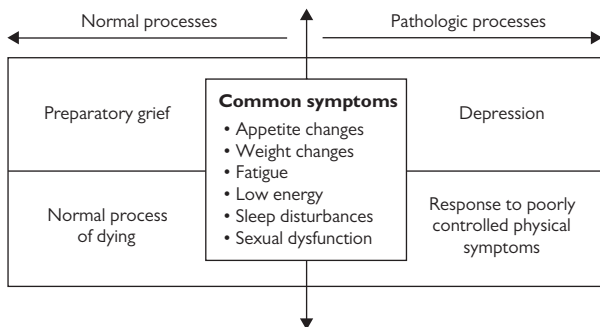 Normal processes
Pathologic processes
Preparatory grief
Common symptoms
• Appetite changes
• Weight changes
• Fatigue
• Low energy
• Sleep disturbances
• Sexual dysfunction
Depression
Normal process
of dying
Response to poorly
controlled physical
symptoms